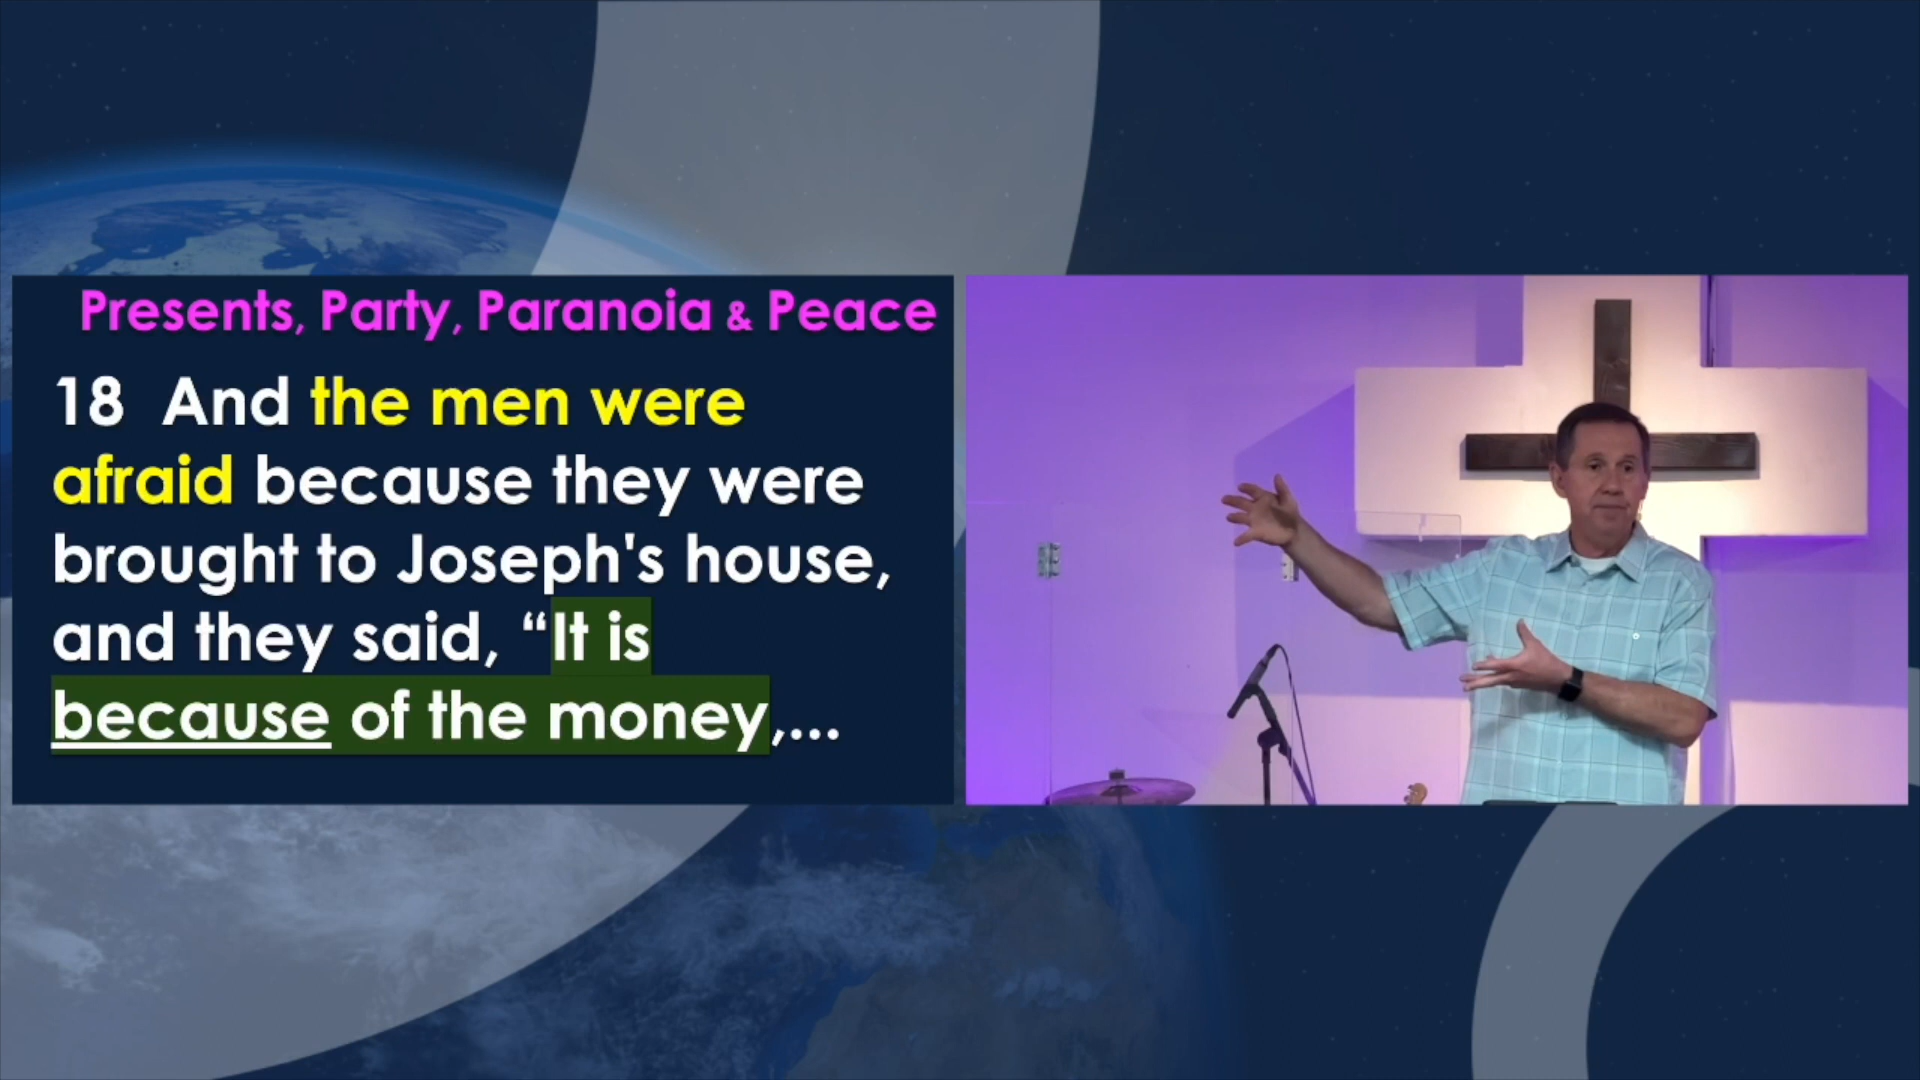 Presents, Party, Paranoia & Peace
18 And the men were
afraid because they were
brought to Joseph's house,
and they said, “It is
because of the money,...